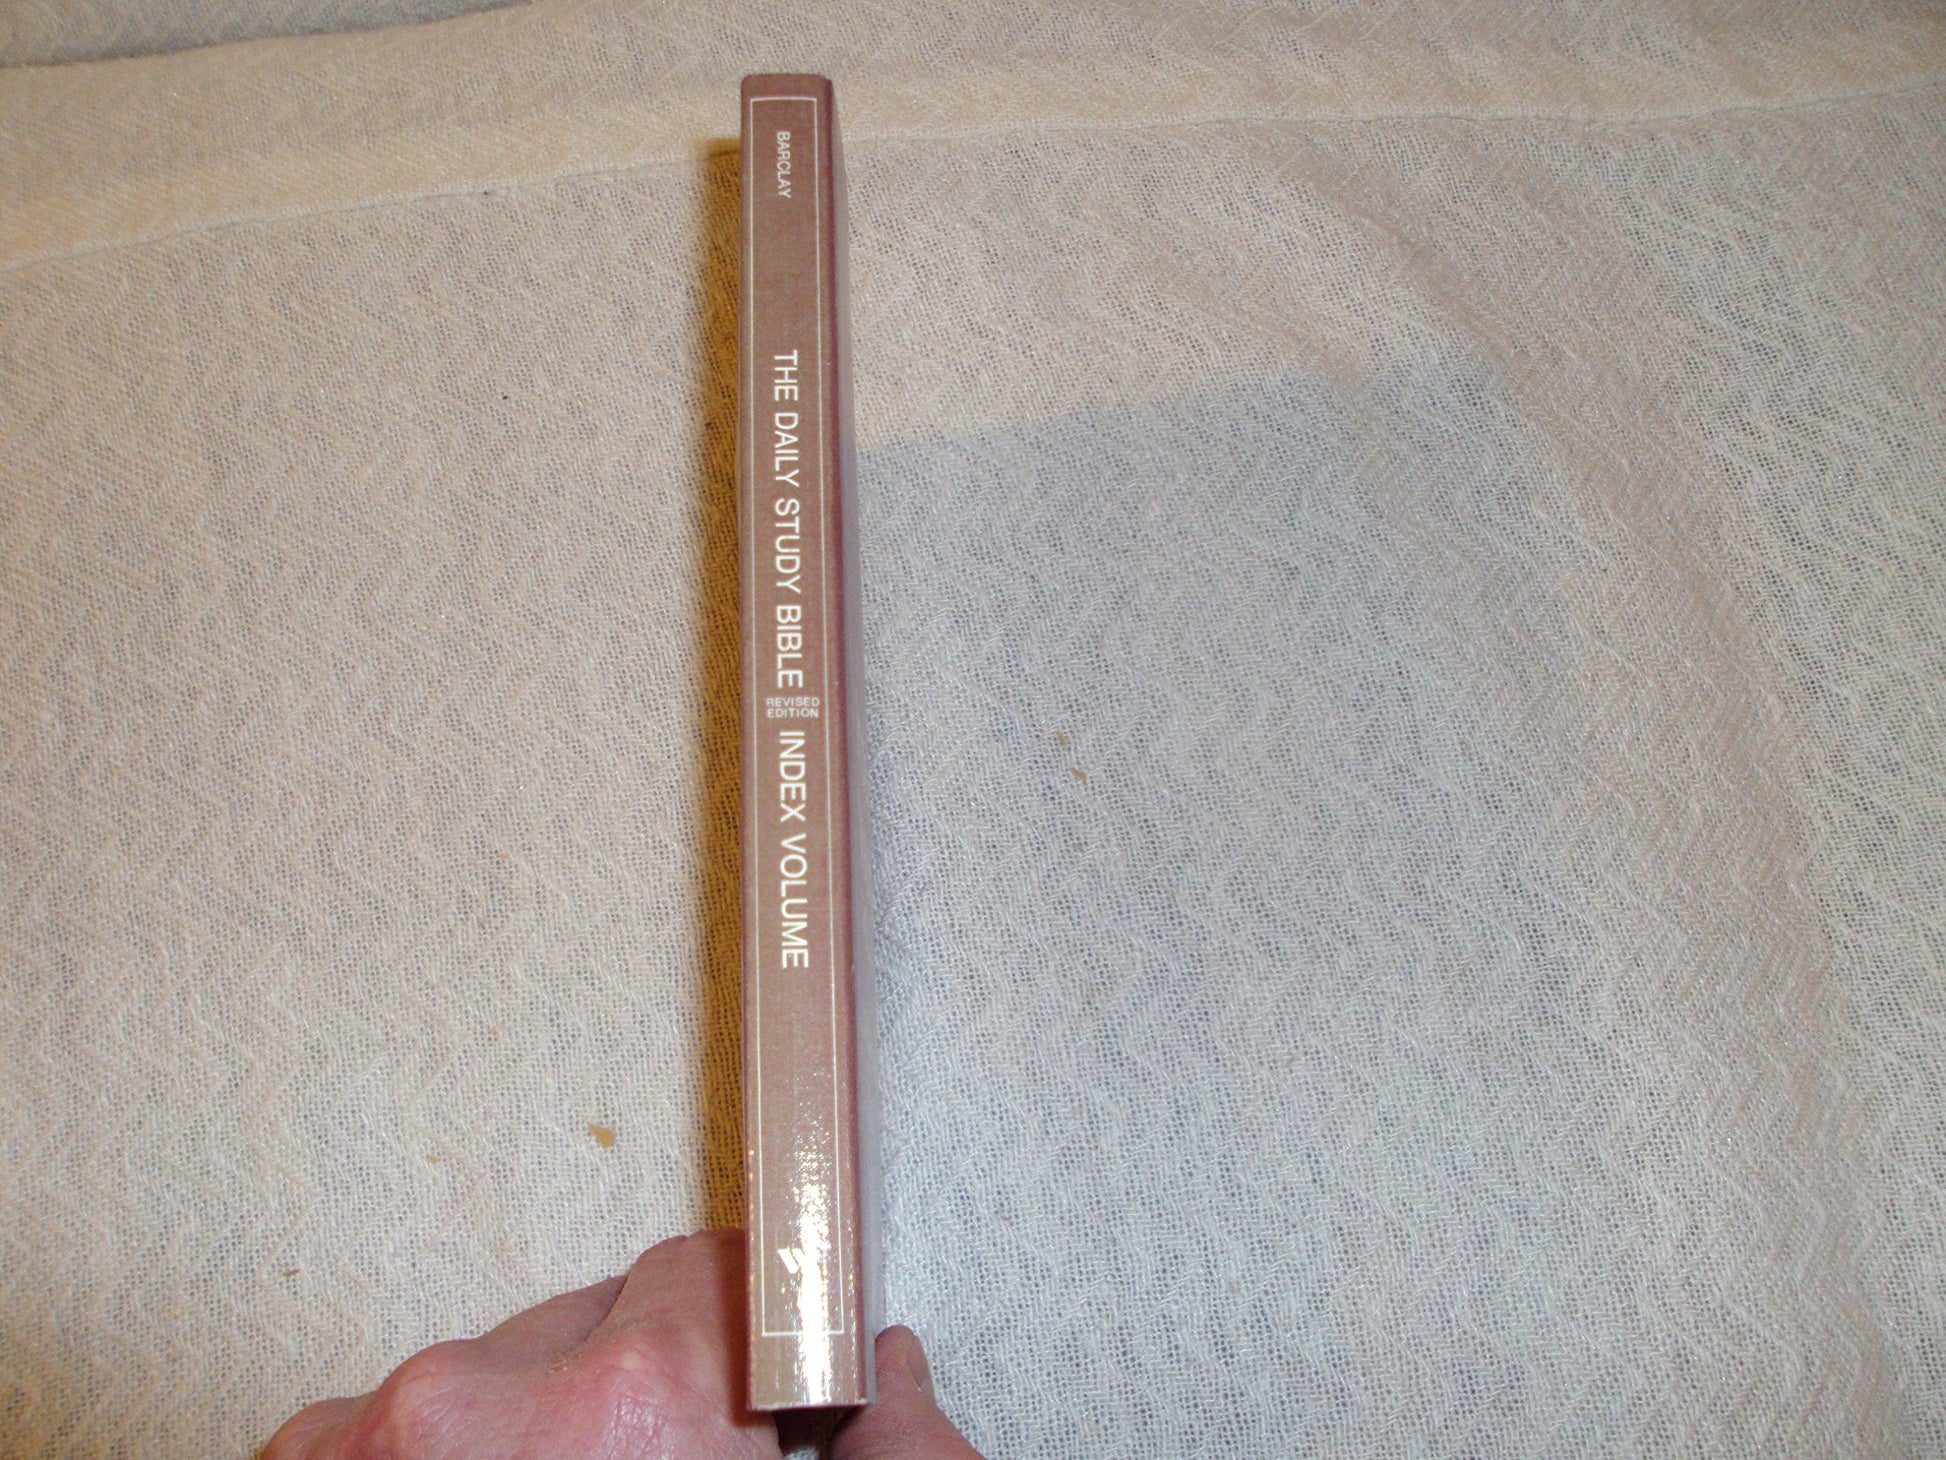 BARCLAY
THE DAILY STUDY BIBLE
REVISED
EDITION
INDEX VOLUME